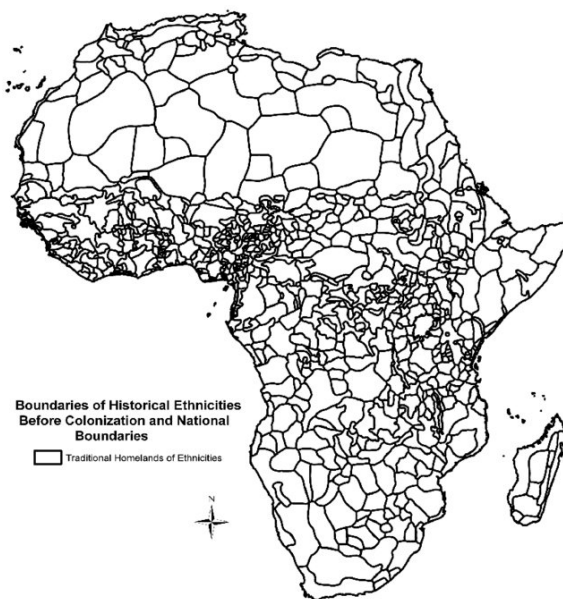 Boundaries of Historical Ethnicities
Before Colonization and National
Boundaries
Traditional Homelands of Ethnicities
N